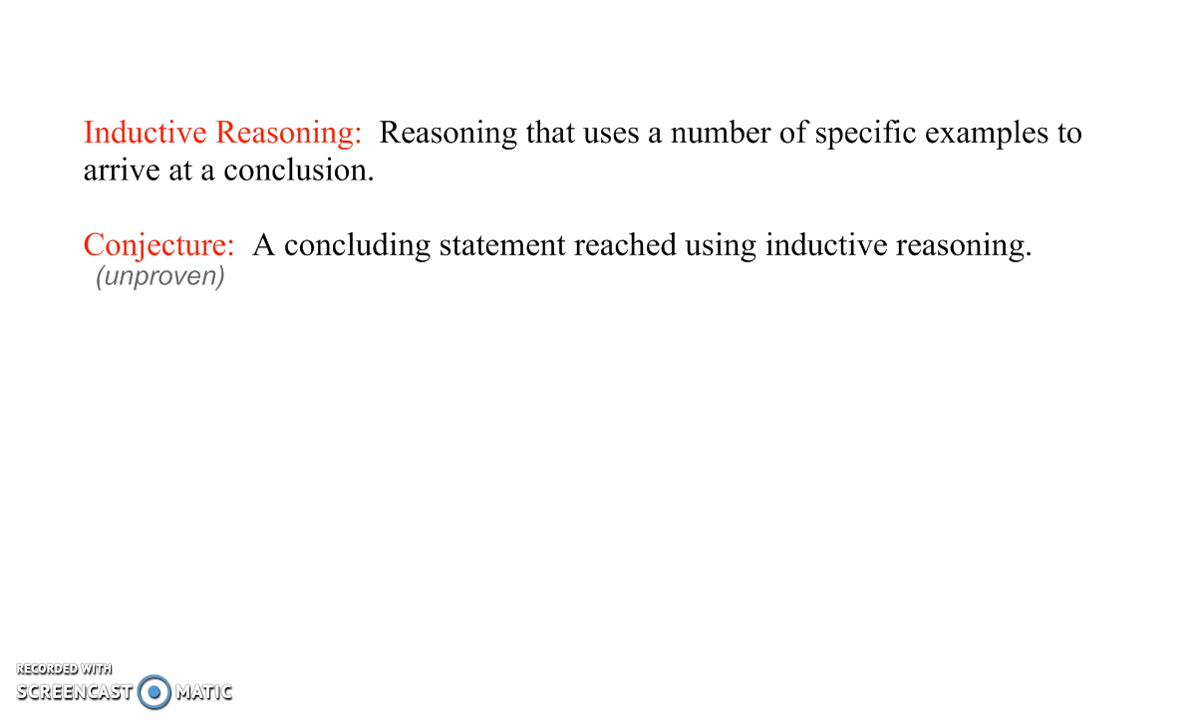 Inductive Reasoning: Reasoning that uses a number of specific examples to
arrive at a conclusion.
Conjecture: A concluding statement reached using inductive reasoning.
(unproven)
RECORDED WITH
SCREENCAST MATIC